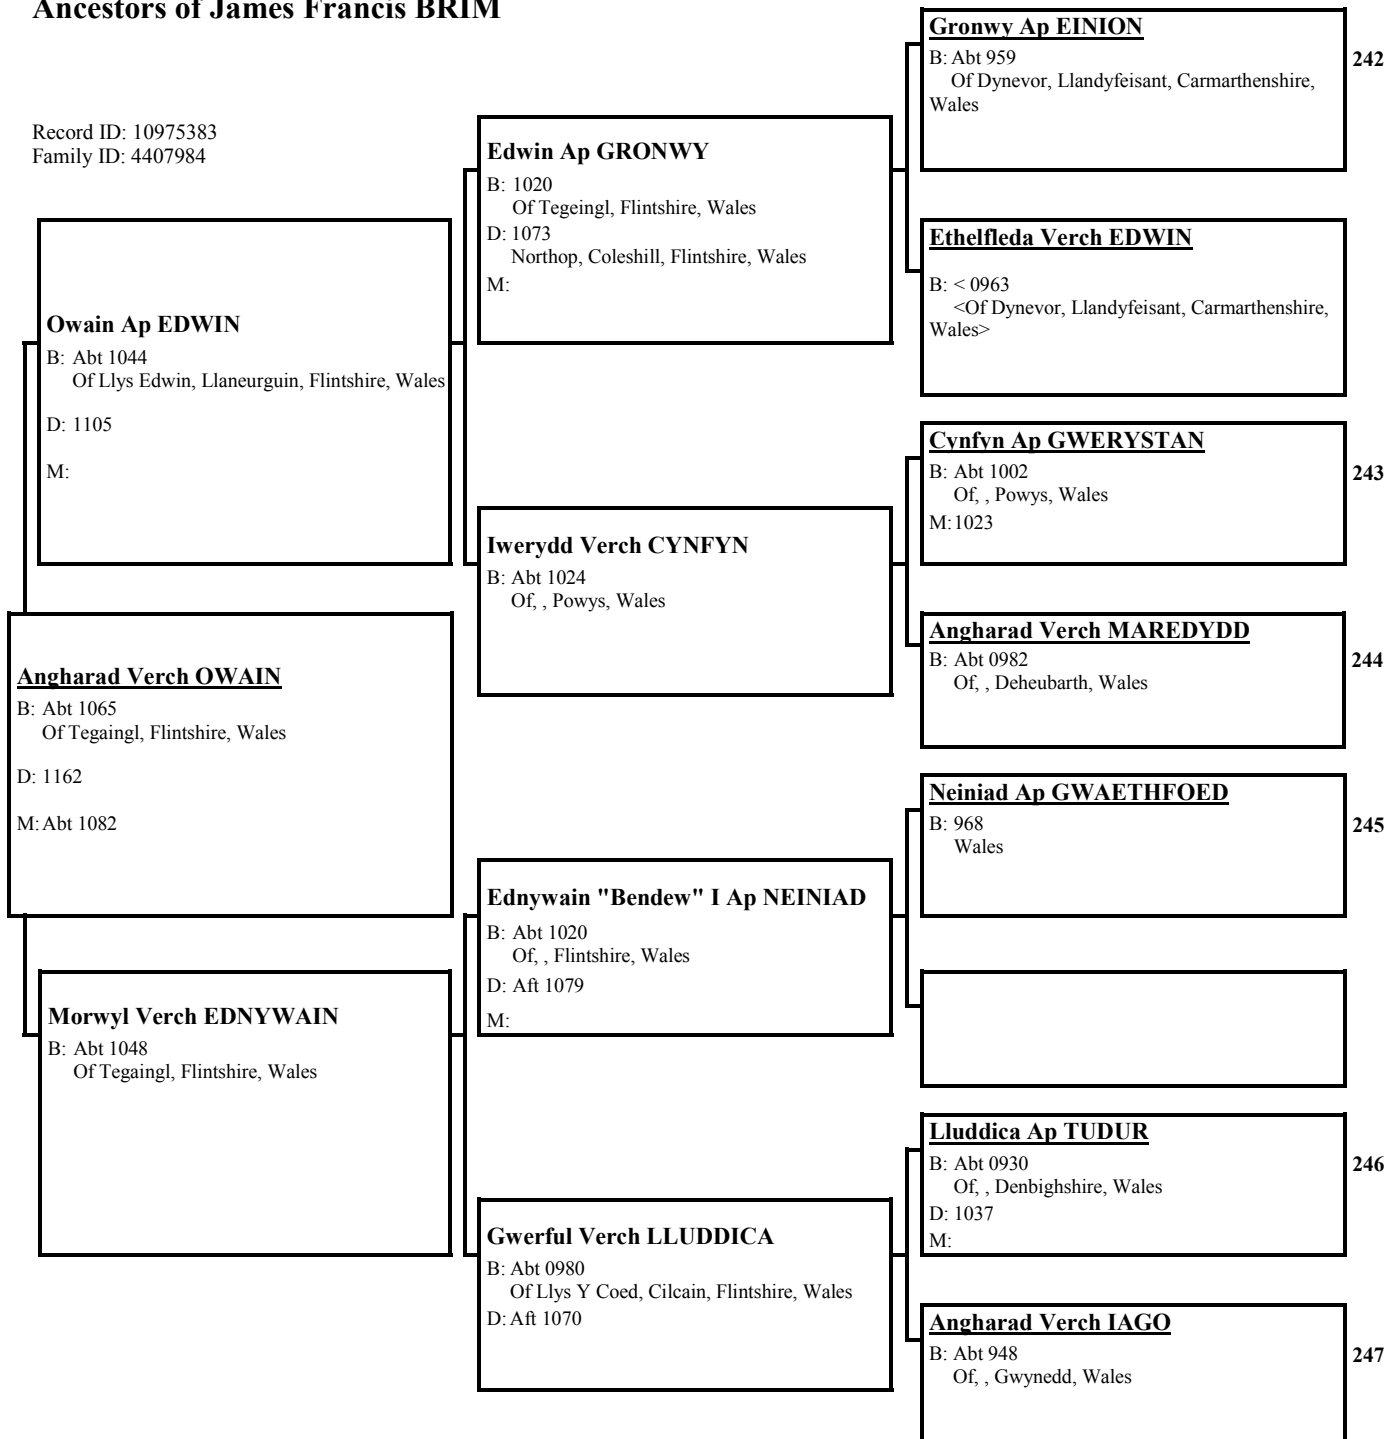 Ancestors of James Francis BRIM
Record ID: 10975383
Family ID: 4407984
Owain Ap EDWIN
B: Abt 1044
Of Llys Edwin, Llaneurguin, Flintshire, Wales
D: 1105
M:
Angharad Verch OWAIN
B: Abt 1065
Of Tegaingl, Flintshire, Wales
D: 1162
M: Abt 1082
Morwyl Verch EDNYWAIN
B: Abt 1048
Of Tegaingl, Flintshire, Wales
Edwin Ap GRONWY
B: 1020
Of Tegeingl, Flintshire, Wales
D: 1073
Northop, Coleshill, Flintshire, Wales
M:
Iwerydd Verch CYNFYN
B: Abt 1024
Of, , Powys, Wales
Ednywain "Bendew" I Ap NEINIAD
B: Abt 1020
Of, , Flintshire, Wales
D: Aft 1079
M:
Gwerful Verch LLUDDICA
B: Abt 0980
Of Llys Y Coed, Cilcain, Flintshire, Wales
D: Aft 1070
Gronwy Ap EINION
B: Abt 959
Of Dynevor, Llandyfeisant, Carmarthenshire,
Wales
242
Ethelfleda Verch EDWIN
B: < 0963
<Of Dynevor, Llandyfeisant, Carmarthenshire,
Wales>
Cynfyn Ap GWERYSTAN
B: Abt 1002
Of, , Powys, Wales
M: 1023
243
Angharad Verch MAREDYDD
B: Abt 0982
Of, , Deheubarth, Wales
244
Neiniad Ap GWAETHFOED
B: 968
Wales
245
Lluddica Ap TUDUR
B: Abt 0930
Of, , Denbighshire, Wales
D: 1037
M:
246
Angharad Verch IAGO
B: Abt 948
Of, , Gwynedd, Wales
247